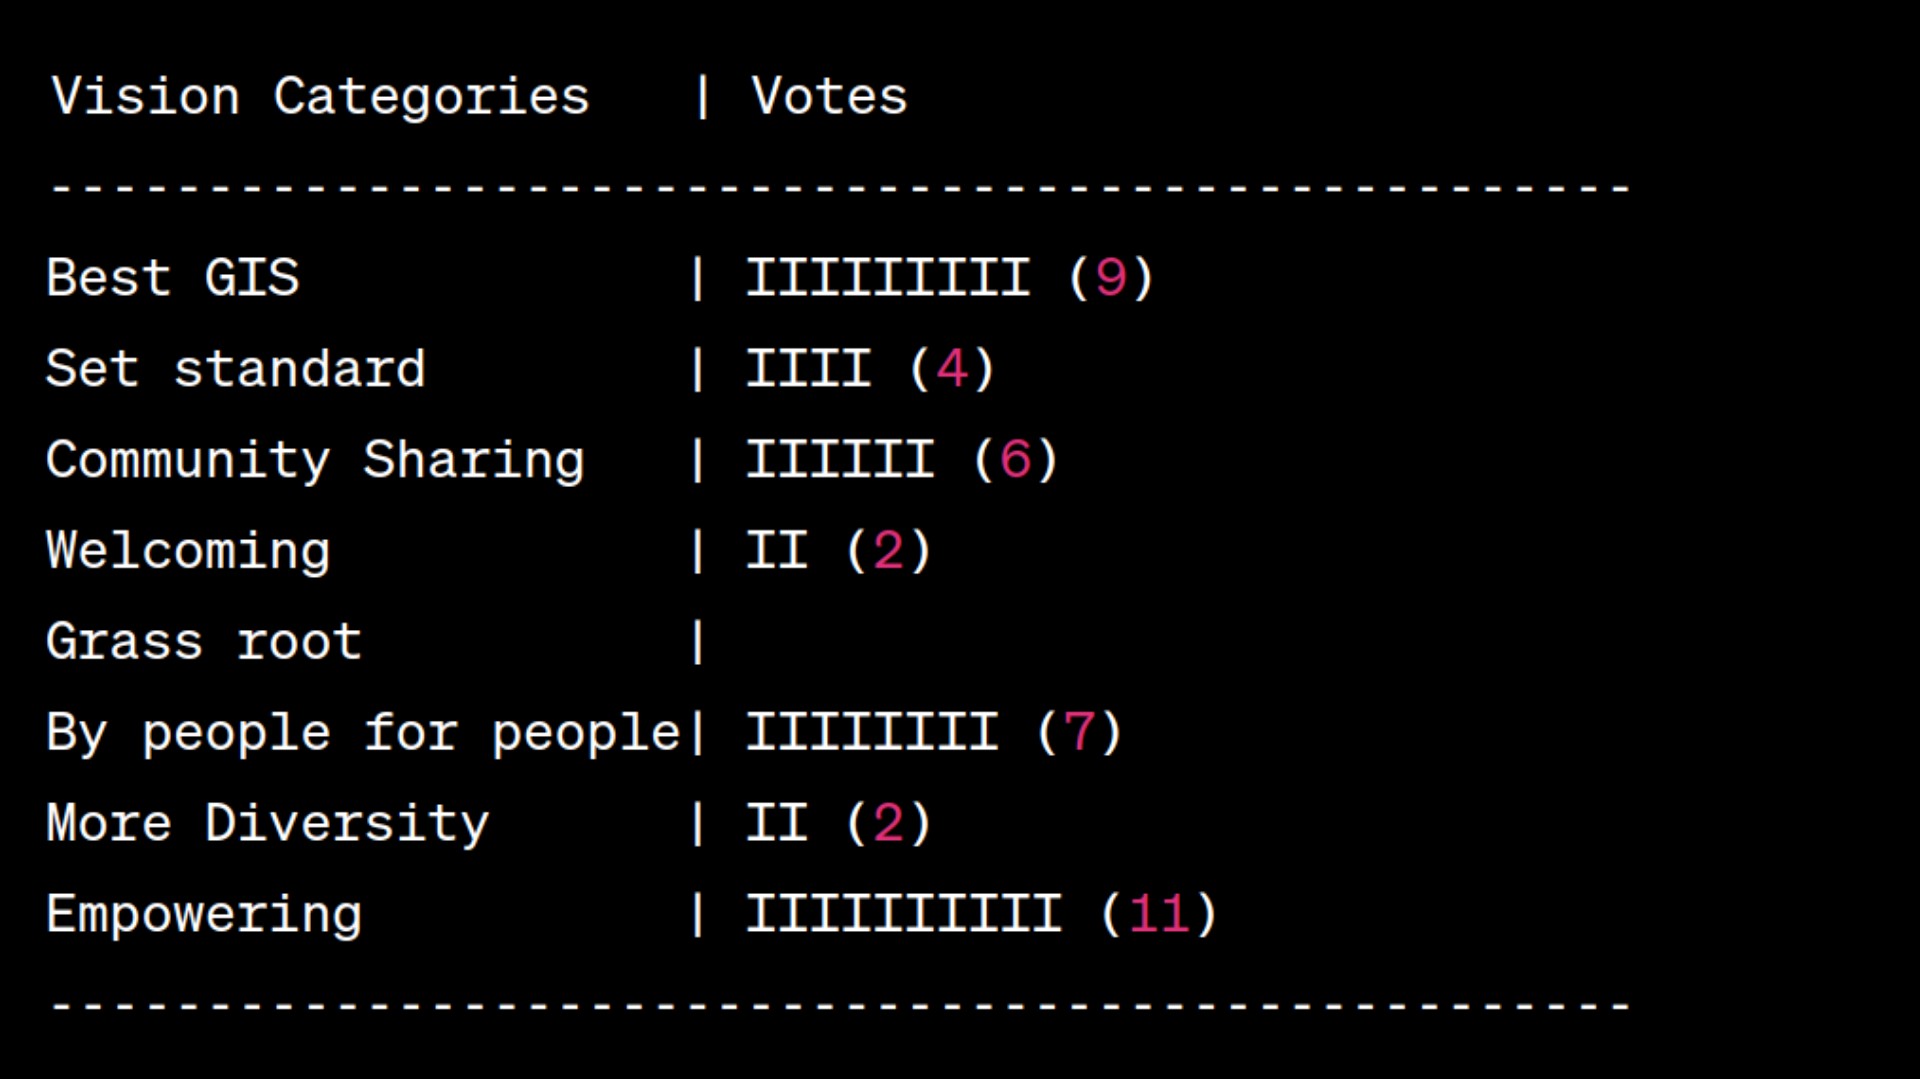 Vision Categories   | Votes
--------------------------------------------------
Best GIS            | IIIIIIIII (9)
Set standard        | IIII (4)
Community Sharing   | IIIIII (6)
Welcoming           | II (2)
Grass root          |
By people for people| IIIIIIII (7)
More Diversity      | II (2)
Empowering          | IIIIIIIIII (11)
--------------------------------------------------